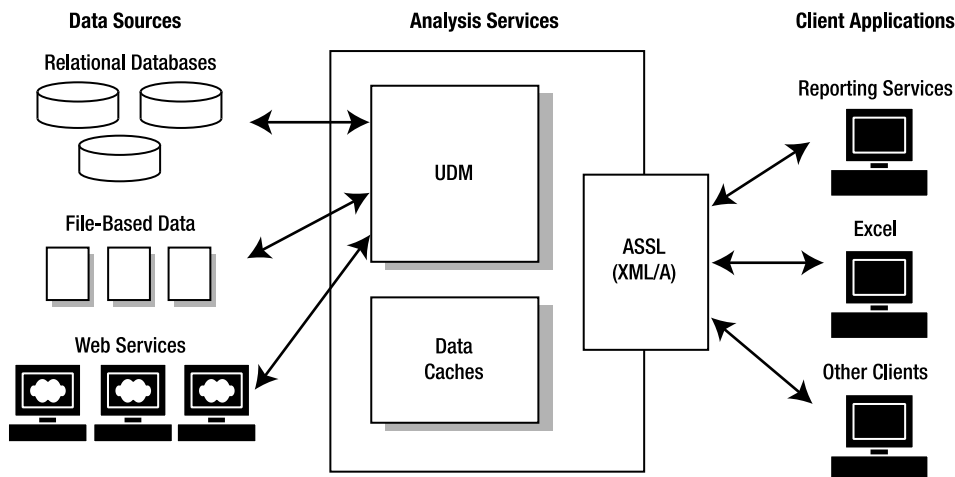 Data Sources
Analysis Services
Client Applications
Relational Databases
File-Based Data
Web Services
UDM
Data
Caches
ASSL
(XML/A)
Reporting Services
Excel
Other Clients